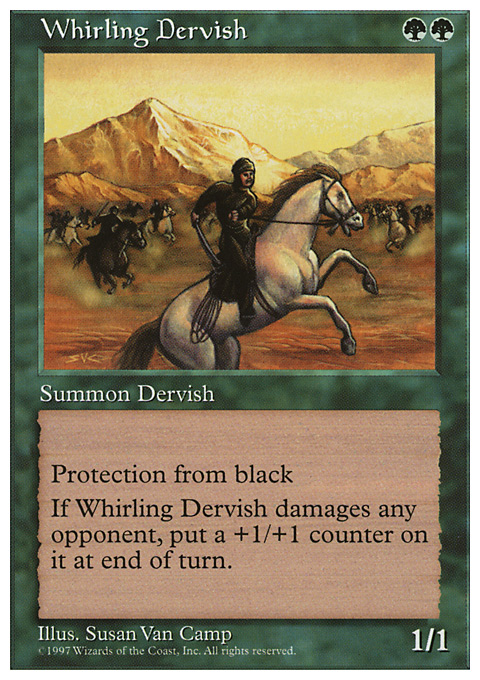 Whirling Dervish
SVC
Summon Dervish
Protection from black
If Whirling Dervish damages any
opponent, put a +1/+1 counter on
it at end of turn.
Illus. Susan Van Camp
1/1
©1997 Wizards of the Coast, Inc. All rights reserved.